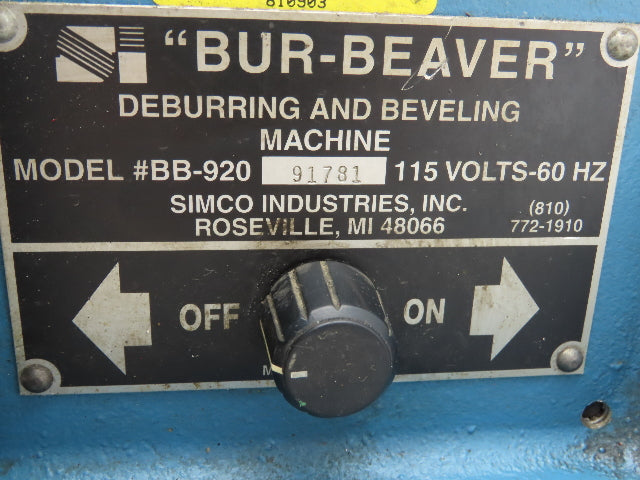 810903
"BUR-BEAVER"
DEBURRING AND BEVELING
MACHINE
MODEL #BB-920 91781 115 VOLTS-60 HZ
SIMCO INDUSTRIES, INC. (810)
ROSEVILLE, MI 48066 772-1910
OFF ON